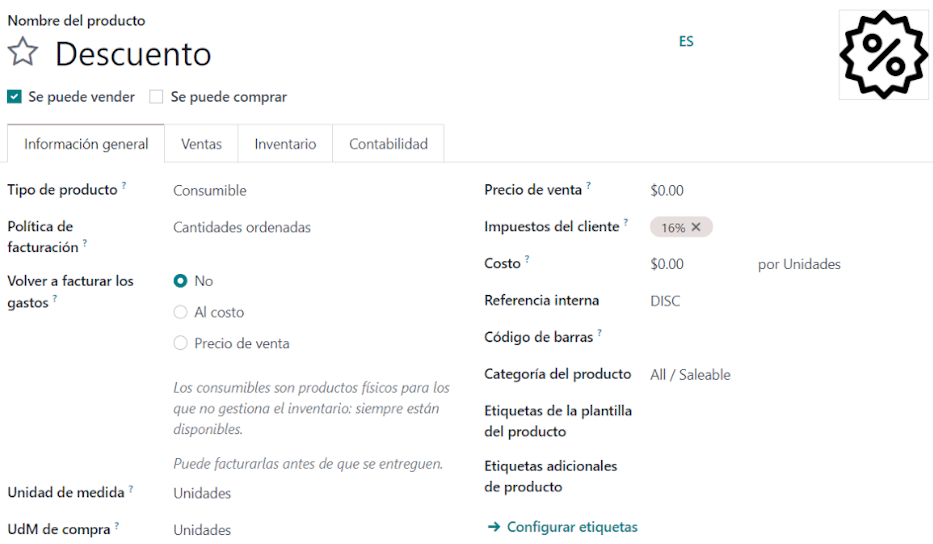 Nombre del producto
Descuento
ES
Se puede vender
Se puede comprar
Información general
Ventas
Inventario
Contabilidad
Tipo de producto ?
Consumible
Política de
facturación ?
Cantidades ordenadas
Volver a facturar los
gastos ?
No
Al costo
Precio de venta
Los consumibles son productos físicos para los
que no gestiona el inventario: siempre están
disponibles.
Puede facturarlas antes de que se entreguen.
Unidad de medida ?
Unidades
UdM de compra ?
Unidades
Precio de venta ?
$0.00
Impuestos del cliente ?
16% ✕
Costo ?
$0.00
por Unidades
Referencia interna
DISC
Código de barras ?
Categoría del producto
All / Saleable
Etiquetas de la plantilla
del producto
Etiquetas adicionales
de producto
→ Configurar etiquetas
%